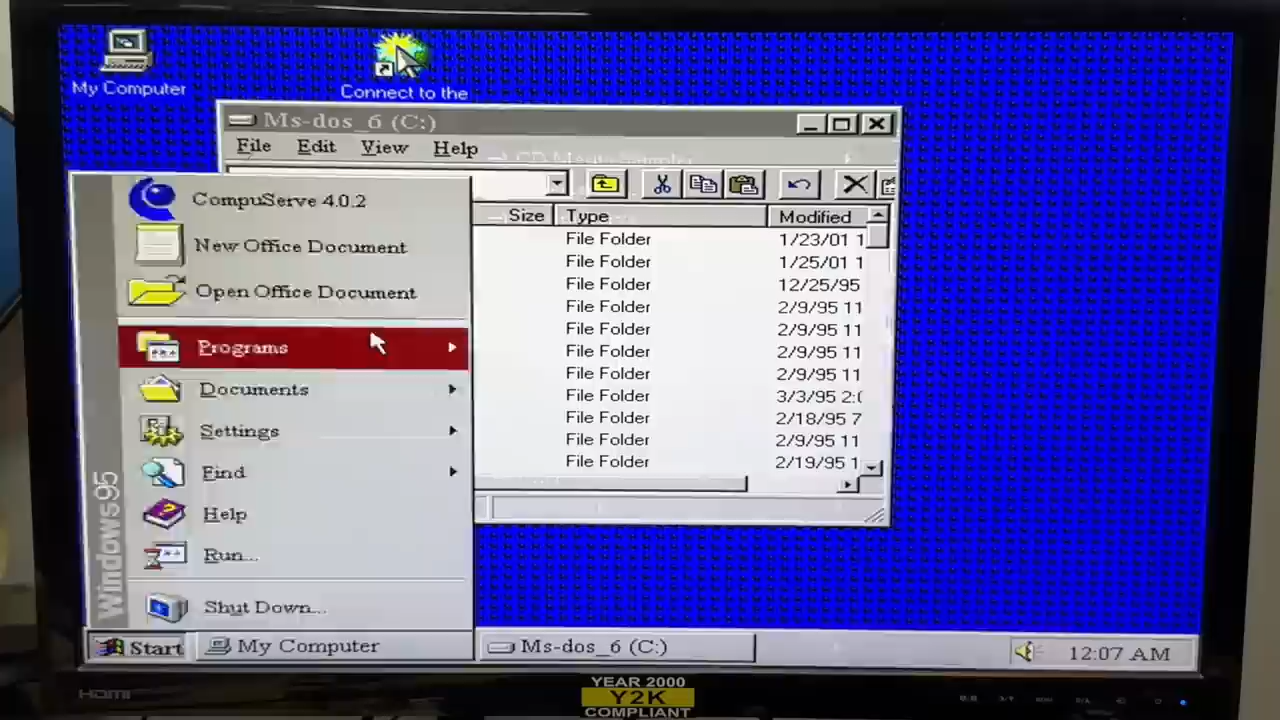 My Computer
Connect to the
Ms-dos_6 (C:)
File Edit View Help
Size Type Modified
File Folder 1/23/01 1
File Folder 1/25/01 1
File Folder 12/25/95
File Folder 2/9/95 11
File Folder 2/9/95 11
File Folder 2/9/95 11
File Folder 2/9/95 11
File Folder 3/3/95 2:0
File Folder 2/18/95 7
File Folder 2/9/95 11
File Folder 2/19/95 1
CompuServe 4.0.2
New Office Document
Open Office Document
Programs
Documents
Settings
Find
Help
Run...
Shut Down...
Windows95
Start My Computer Ms-dos_6 (C:) 12:07 AM
HDMI
YEAR 2000
Y2K
COMPLIANT